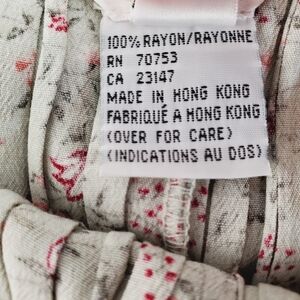 100% RAYON/RAYONNE
RN 70753
CA 23147
MADE IN HONG KONG
FABRIQUÉ A HONG KONG
(OVER FOR CARE)
(INDICATIONS AU DOS)